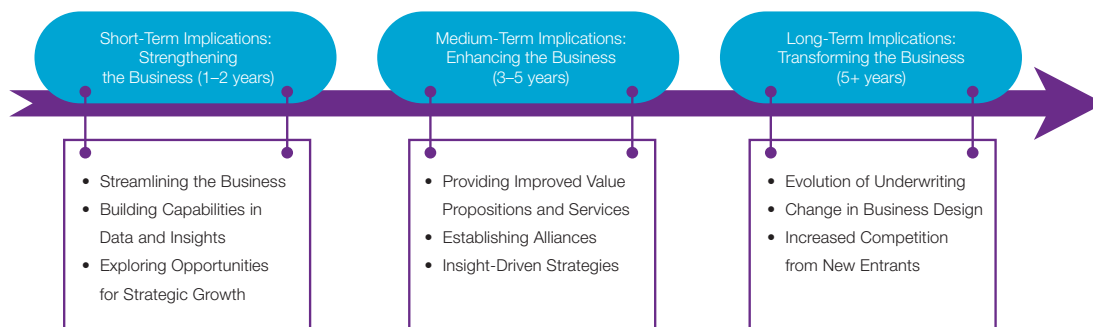 Short-Term Implications:
Strengthening
the Business (1–2 years)
Medium-Term Implications:
Enhancing the Business
(3–5 years)
Long-Term Implications:
Transforming the Business
(5+ years)
• Streamlining the Business
• Building Capabilities in
Data and Insights
• Exploring Opportunities
for Strategic Growth
• Providing Improved Value
Propositions and Services
• Establishing Alliances
• Insight-Driven Strategies
• Evolution of Underwriting
• Change in Business Design
• Increased Competition
from New Entrants